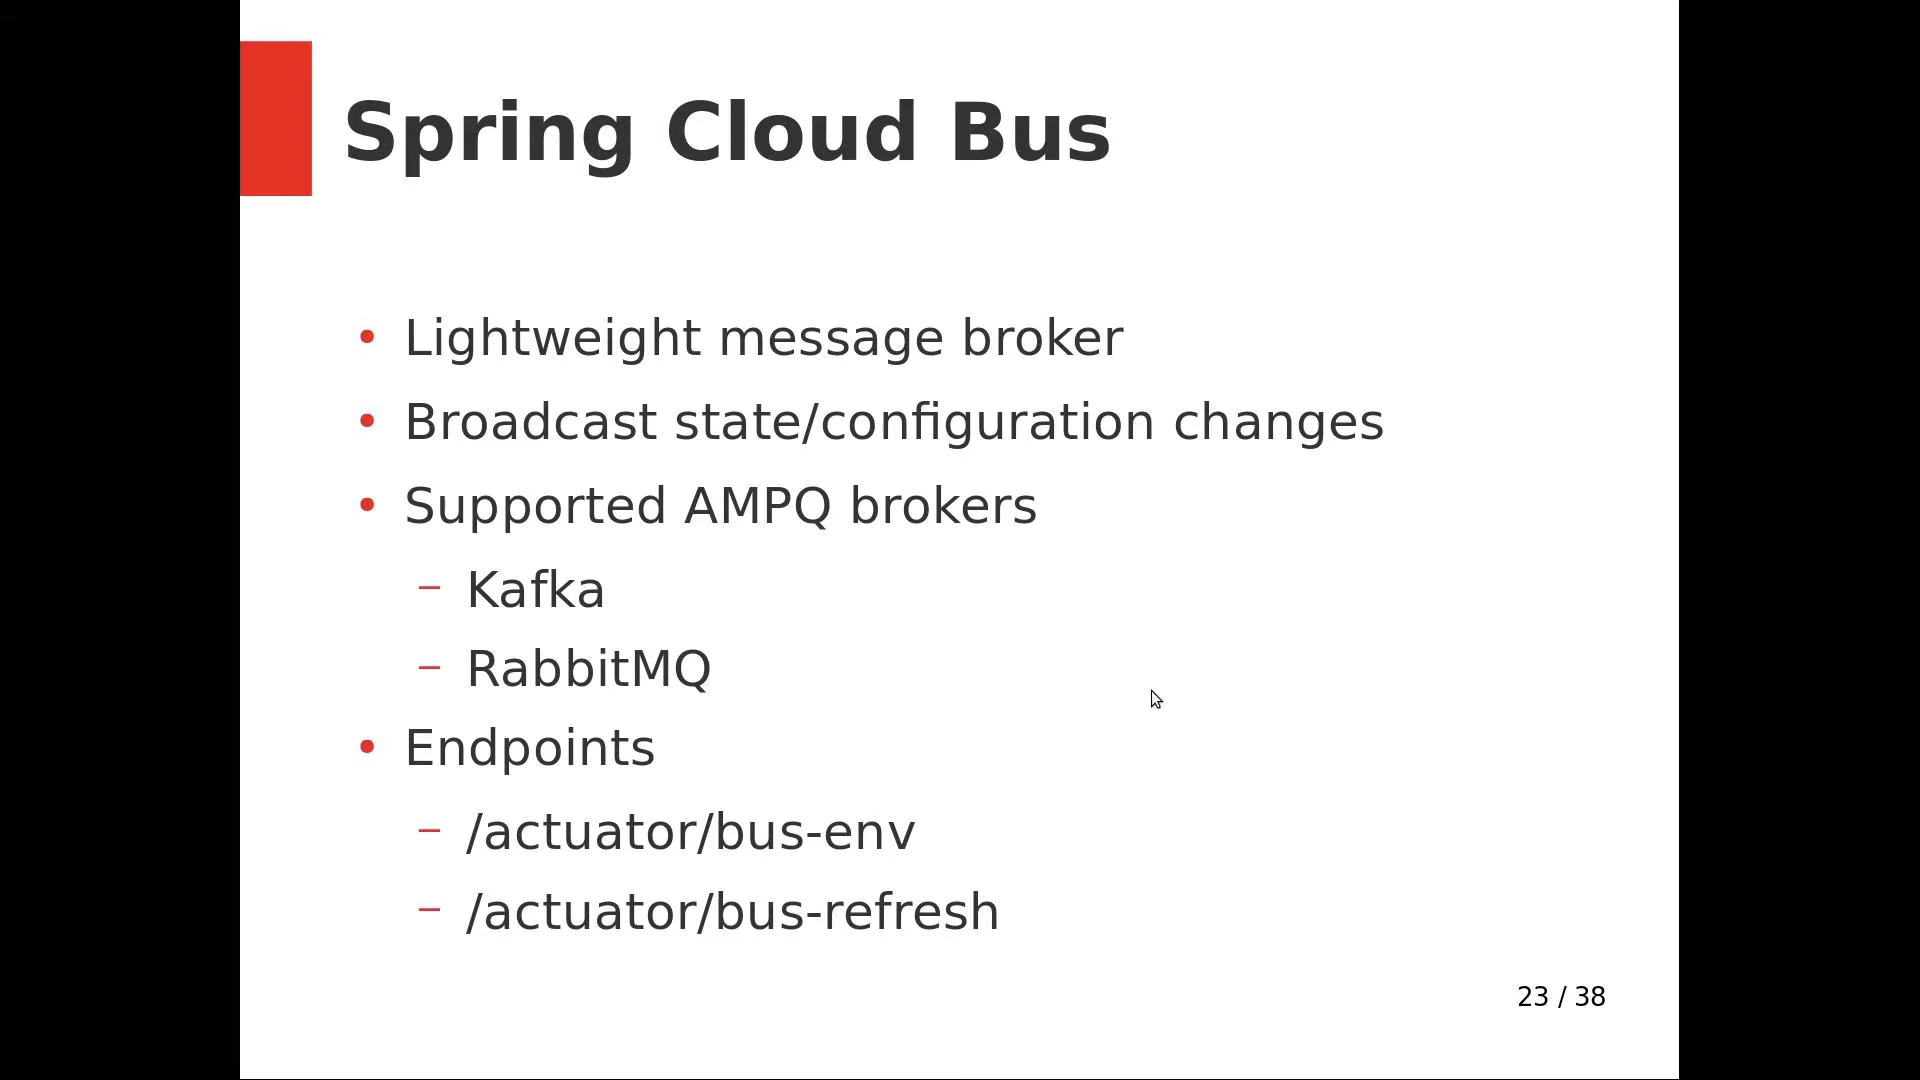 Spring Cloud Bus
• Lightweight message broker
• Broadcast state/configuration changes
• Supported AMPQ brokers
– Kafka
– RabbitMQ
• Endpoints
– /actuator/bus-env
– /actuator/bus-refresh
23 / 38